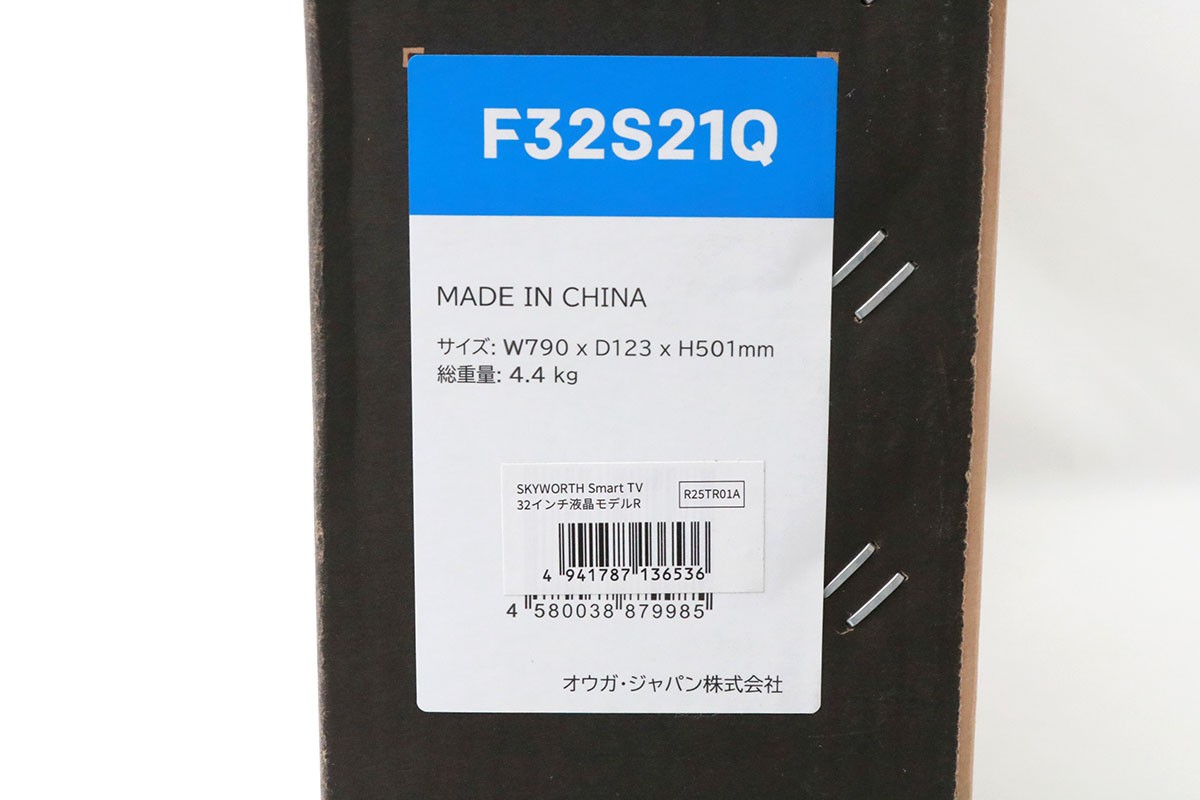 F32S21Q
MADE IN CHINA
サイズ: W790 x D123 x H501mm
総重量: 4.4 kg
SKYWORTH Smart TV
32インチ液晶モデルR
R25TR01A
4 941787 136536
4 580038 879985
オウガ・ジャパン株式会社